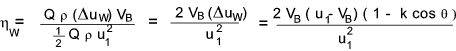 η_W = Q ρ (Δu_W) V_B / (1/2 Q ρ u_1^2) = 2 V_B (Δu_W) / u_1^2 = 2 V_B ( u_1 - V_B) ( 1 - k cos θ ) / u_1^2